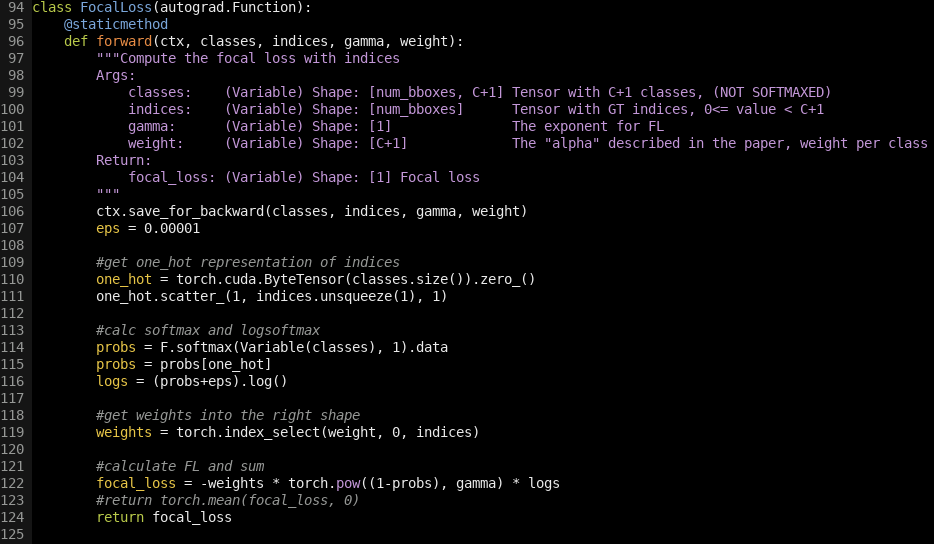 94 class FocalLoss(autograd.Function):
95     @staticmethod
96     def forward(ctx, classes, indices, gamma, weight):
97         """Compute the focal loss with indices
98         Args:
99             classes:    (Variable) Shape: [num_bboxes, C+1] Tensor with C+1 classes, (NOT SOFTMAXED)
100             indices:    (Variable) Shape: [num_bboxes]      Tensor with GT indices, 0<= value < C+1
101             gamma:      (Variable) Shape: [1]               The exponent for FL
102             weight:     (Variable) Shape: [C+1]             The "alpha" described in the paper, weight per class
103         Return:
104             focal_loss: (Variable) Shape: [1] Focal loss
105         """
106         ctx.save_for_backward(classes, indices, gamma, weight)
107         eps = 0.00001
108
109         #get one_hot representation of indices
110         one_hot = torch.cuda.ByteTensor(classes.size()).zero_()
111         one_hot.scatter_(1, indices.unsqueeze(1), 1)
112
113         #calc softmax and logsoftmax
114         probs = F.softmax(Variable(classes), 1).data
115         probs = probs[one_hot]
116         logs = (probs+eps).log()
117
118         #get weights into the right shape
119         weights = torch.index_select(weight, 0, indices)
120
121         #calculate FL and sum
122         focal_loss = -weights * torch.pow((1-probs), gamma) * logs
123         #return torch.mean(focal_loss, 0)
124         return focal_loss
125